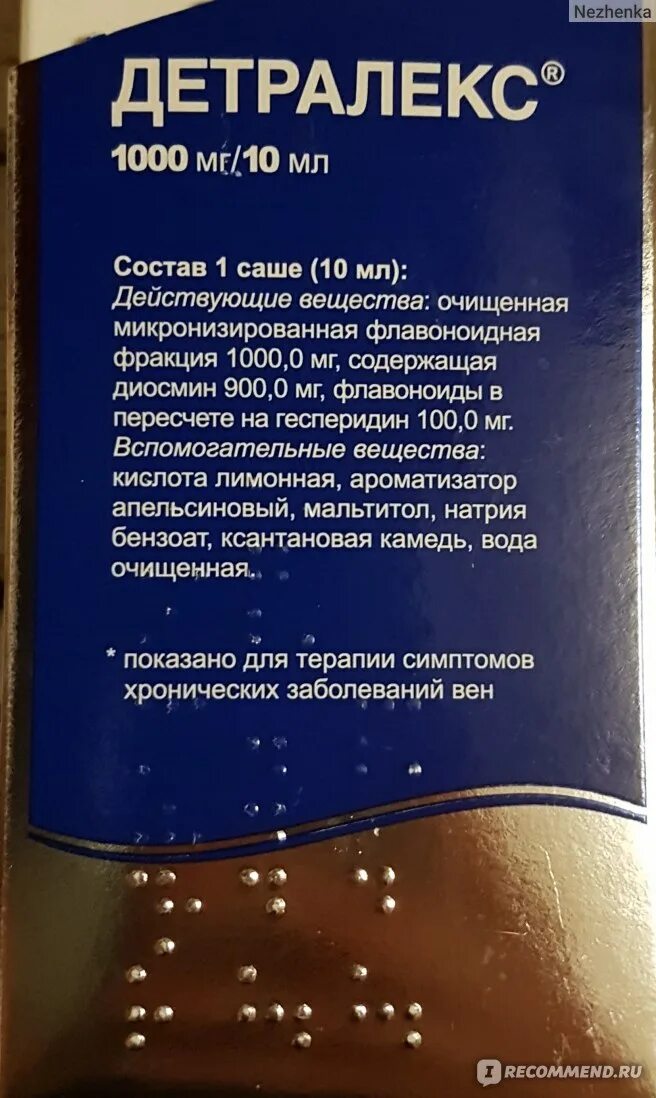 Nezhenka
ДЕТРАЛЕКС®
1000 мг/10 мл
Состав 1 саше (10 мл):
Действующие вещества: очищенная
микронизированная флавоноидная
фракция 1000,0 мг, содержащая
диосмин 900,0 мг, флавоноиды в
пересчете на гесперидин 100,0 мг.
Вспомогательные вещества:
кислота лимонная, ароматизатор
апельсиновый, мальтитол, натрия
бензоат, ксантановая камедь, вода
очищенная.
* показано для терапии симптомов
хронических заболеваний вен
IRECOMMEND.RU